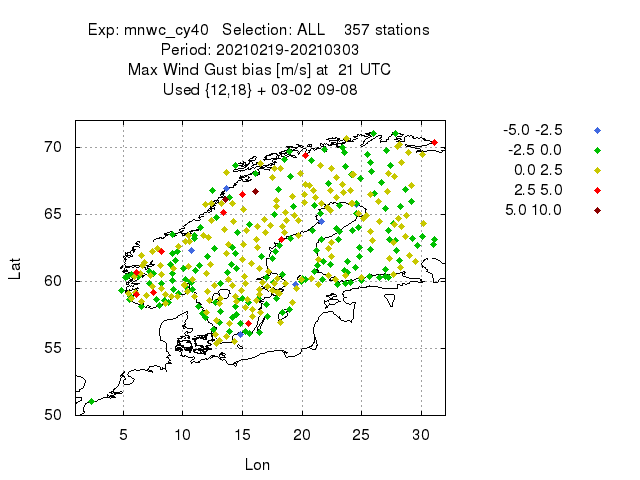 Exp: mnwc_cy40   Selection: ALL    357 stations
Period: 20210219-20210303
Max Wind Gust bias [m/s] at  21 UTC
Used {12,18} + 03-02 09-08
-5.0 -2.5
-2.5 0.0
0.0 2.5
2.5 5.0
5.0 10.0
70
65
60
55
50
Lat
5 10 15 20 25 30
Lon